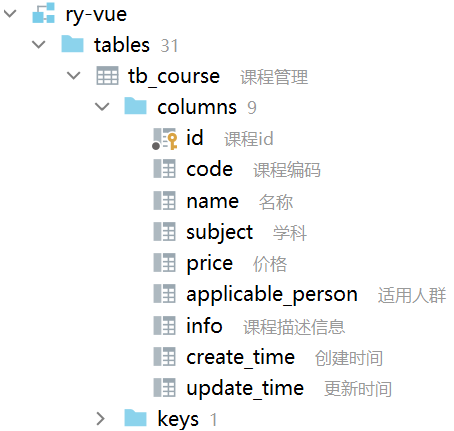 ry-vue
tables 31
tb_course 课程管理
columns 9
id 课程id
code 课程编码
name 名称
subject 学科
price 价格
applicable_person 适用人群
info 课程描述信息
create_time 创建时间
update_time 更新时间
keys 1